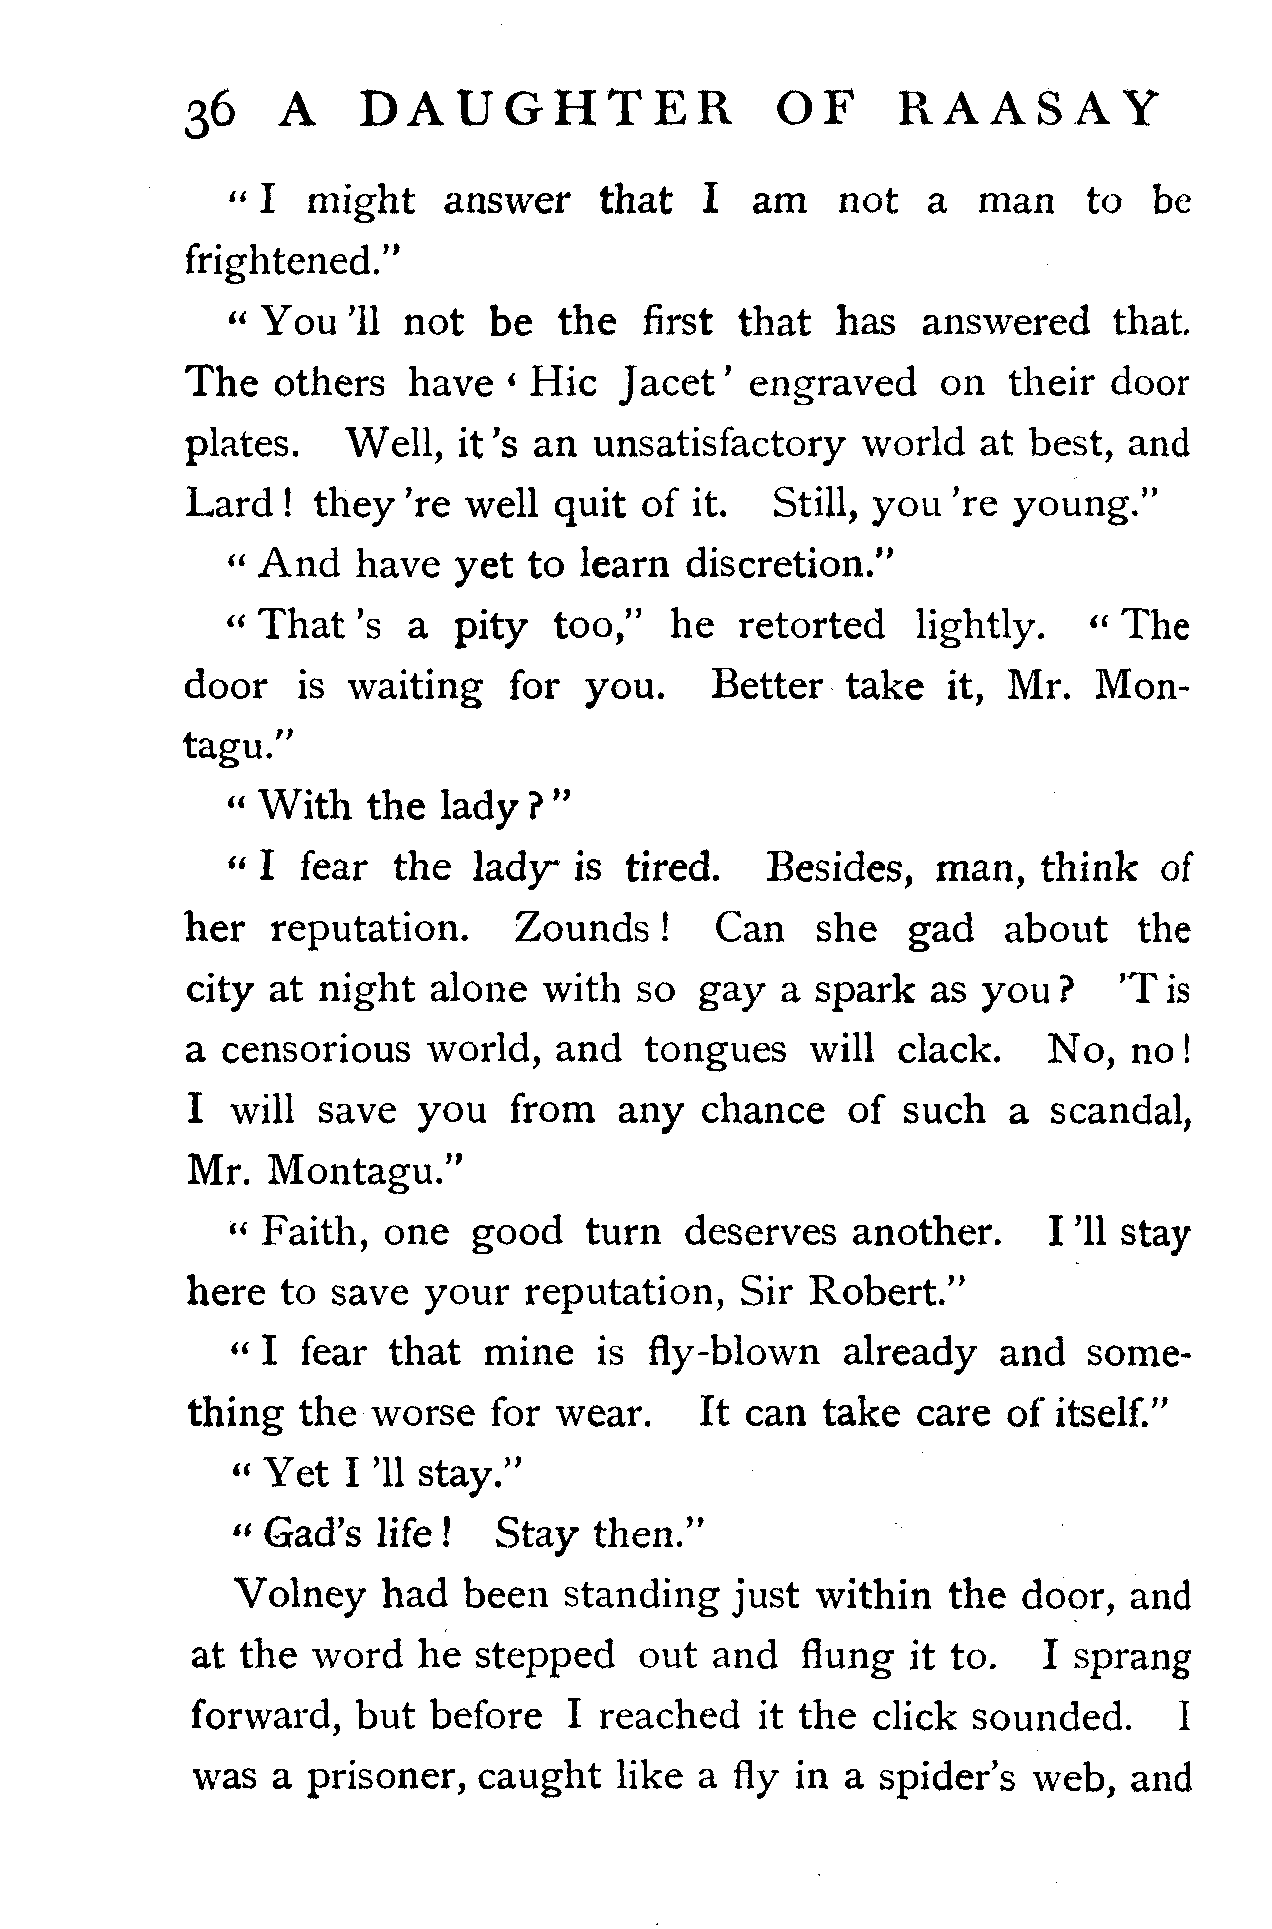 36 A DAUGHTER OF RAASAY
"I might answer that I am not a man to be
frightened."
"You'll not be the first that has answered that.
The others have 'Hic Jacet' engraved on their door
plates. Well, it's an unsatisfactory world at best, and
Lard! they're well quit of it. Still, you're young."
"And have yet to learn discretion."
"That's a pity too," he retorted lightly. "The
door is waiting for you. Better take it, Mr. Mon-
tagu."
"With the lady?"
"I fear the lady is tired. Besides, man, think of
her reputation. Zounds! Can she gad about the
city at night alone with so gay a spark as you? 'Tis
a censorious world, and tongues will clack. No, no!
I will save you from any chance of such a scandal,
Mr. Montagu."
"Faith, one good turn deserves another. I'll stay
here to save your reputation, Sir Robert."
"I fear that mine is fly-blown already and some-
thing the worse for wear. It can take care of itself."
"Yet I'll stay."
"Gad's life! Stay then."
Volney had been standing just within the door, and
at the word he stepped out and flung it to. I sprang
forward, but before I reached it the click sounded. I
was a prisoner, caught like a fly in a spider's web, and